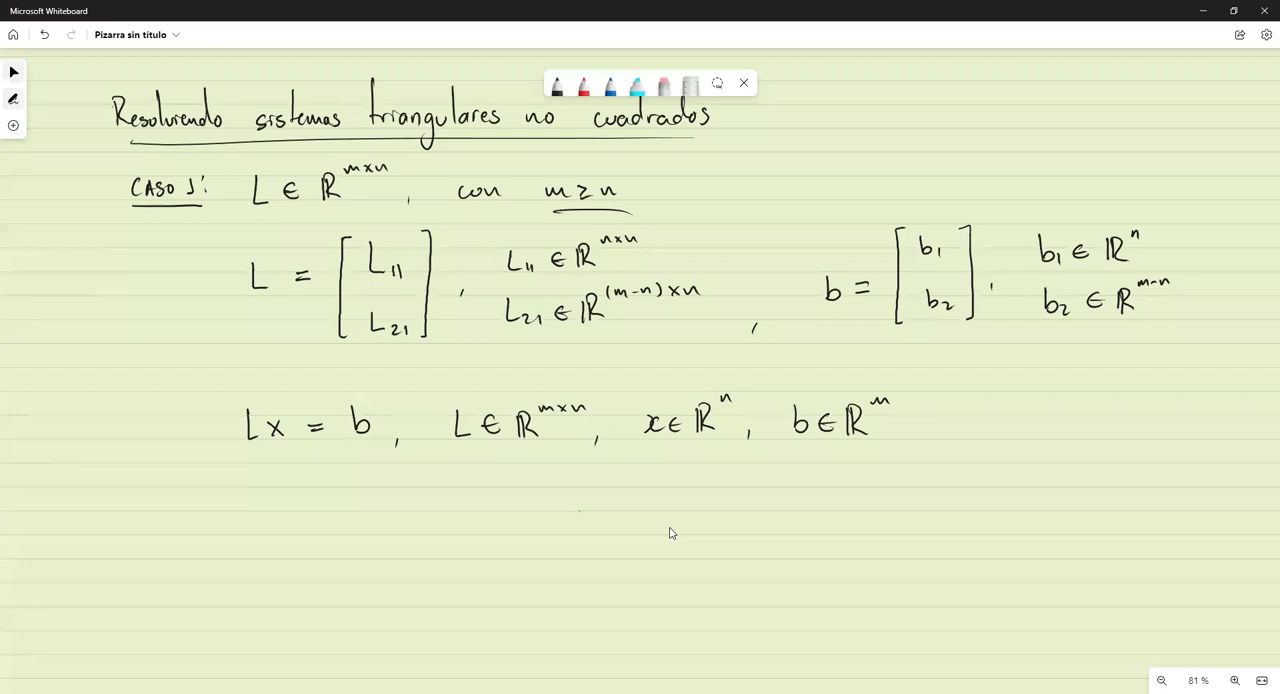 Microsoft Whiteboard
Pizarra sin título
Resolviendo sistemas triangulares no cuadrados
CASO 1: L ∈ ℝ^{m×n}, con m ≥ n
L = [L₁₁ L₂₁], L₁₁ ∈ ℝ^{n×n} L₂₁ ∈ ℝ^{(m-n)×n}, b = [b₁ b₂], b₁ ∈ ℝ^n b₂ ∈ ℝ^{m-n}
Lx = b, L ∈ ℝ^{m×n}, x ∈ ℝ^n, b ∈ ℝ^m
81 %